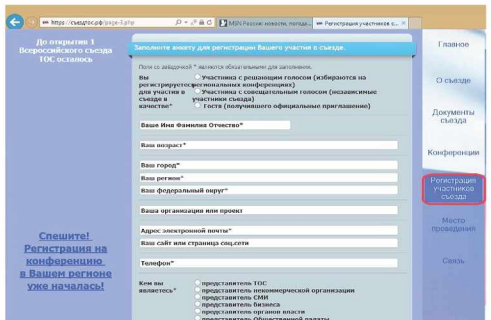 https://съездтос.рф/page-3.php
MSN Россия: новости, погода...
Регистрация участников с...
До открытия 1
Всероссийского съезда
ТОС осталось
Спешите!
Регистрация на
конференцию
в Вашем регионе
уже началась!
Заполните анкету для регистрации Вашего участия в съезде.
Поля со звёздочкой * являются обязательными для заполнения.
Вы
регистрируетесь
для участия в
съезде в
качестве*
Участника с решающим голосом (избираются на
региональных конференциях)
Участника с совещательным голосом (независимые
участники съезда)
Гостя (получившего официальные приглашение)
Ваше Имя Фамилия Отчество*
Ваш возраст*
Ваш город*
Ваш регион*
Ваш федеральный округ*
Ваша организация или проект
Адрес электронной почты*
Ваш сайт или страница соц.сети
Телефон*
Кем вы
являетесь*
представитель ТОС
представитель некоммерческой организации
представитель СМИ
представитель бизнеса
представитель органов власти
представитель Общественной палаты
Главное
О съезде
Документы
съезда
Конференции
Регистрация
участников
съезда
Место
проведения
Связь